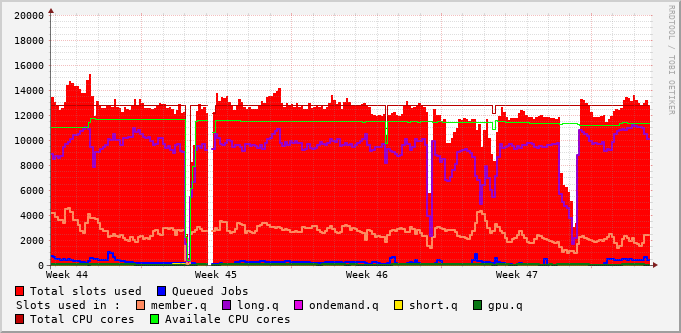 20000
18000
16000
14000
12000
10000
8000
6000
4000
2000
0
Week 44 Week 45 Week 46 Week 47
Total slots used Queued Jobs
Slots used in : member.q long.q ondemand.q short.q gpu.q
Total CPU cores Availale CPU cores
RRDTOOL / TOBI OETIKER